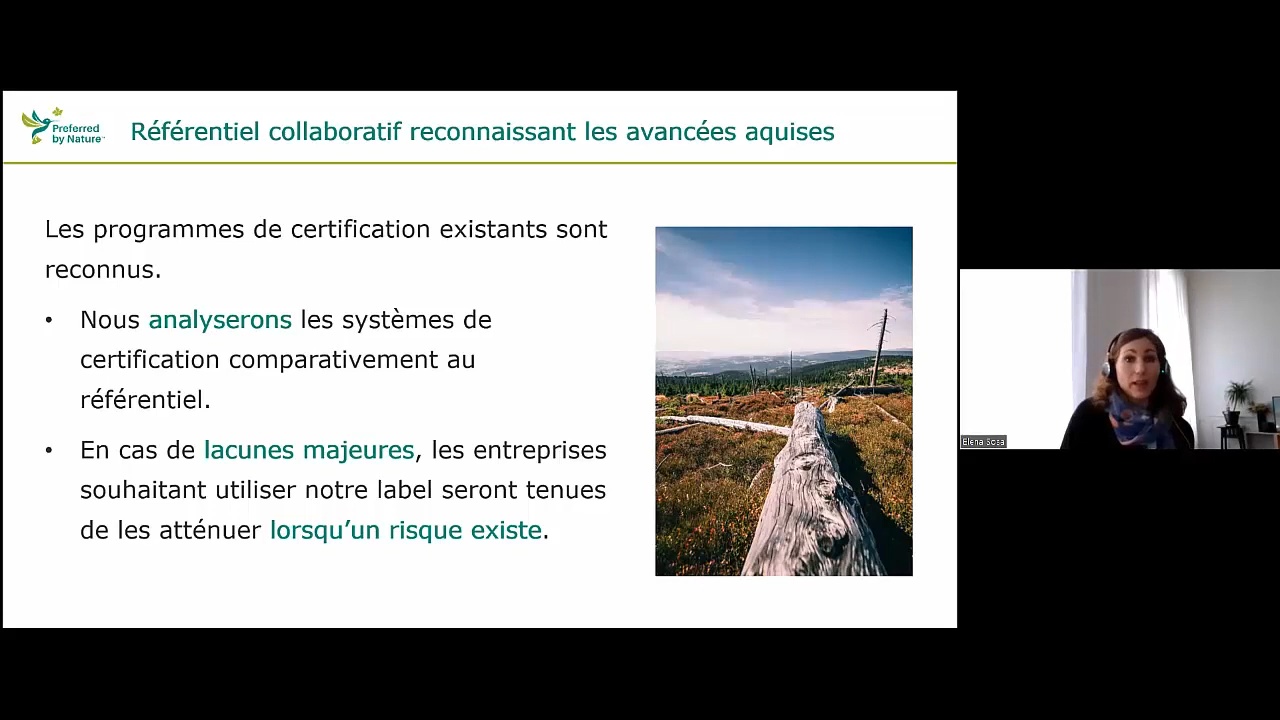 Preferred
by Nature™
Référentiel collaboratif reconnaissant les avancées aquises
Les programmes de certification existants sont
reconnus.
• Nous analyserons les systèmes de
certification comparativement au
référentiel.
• En cas de lacunes majeures, les entreprises
souhaitant utiliser notre label seront tenues
de les atténuer lorsqu’un risque existe.
Elena Sosa